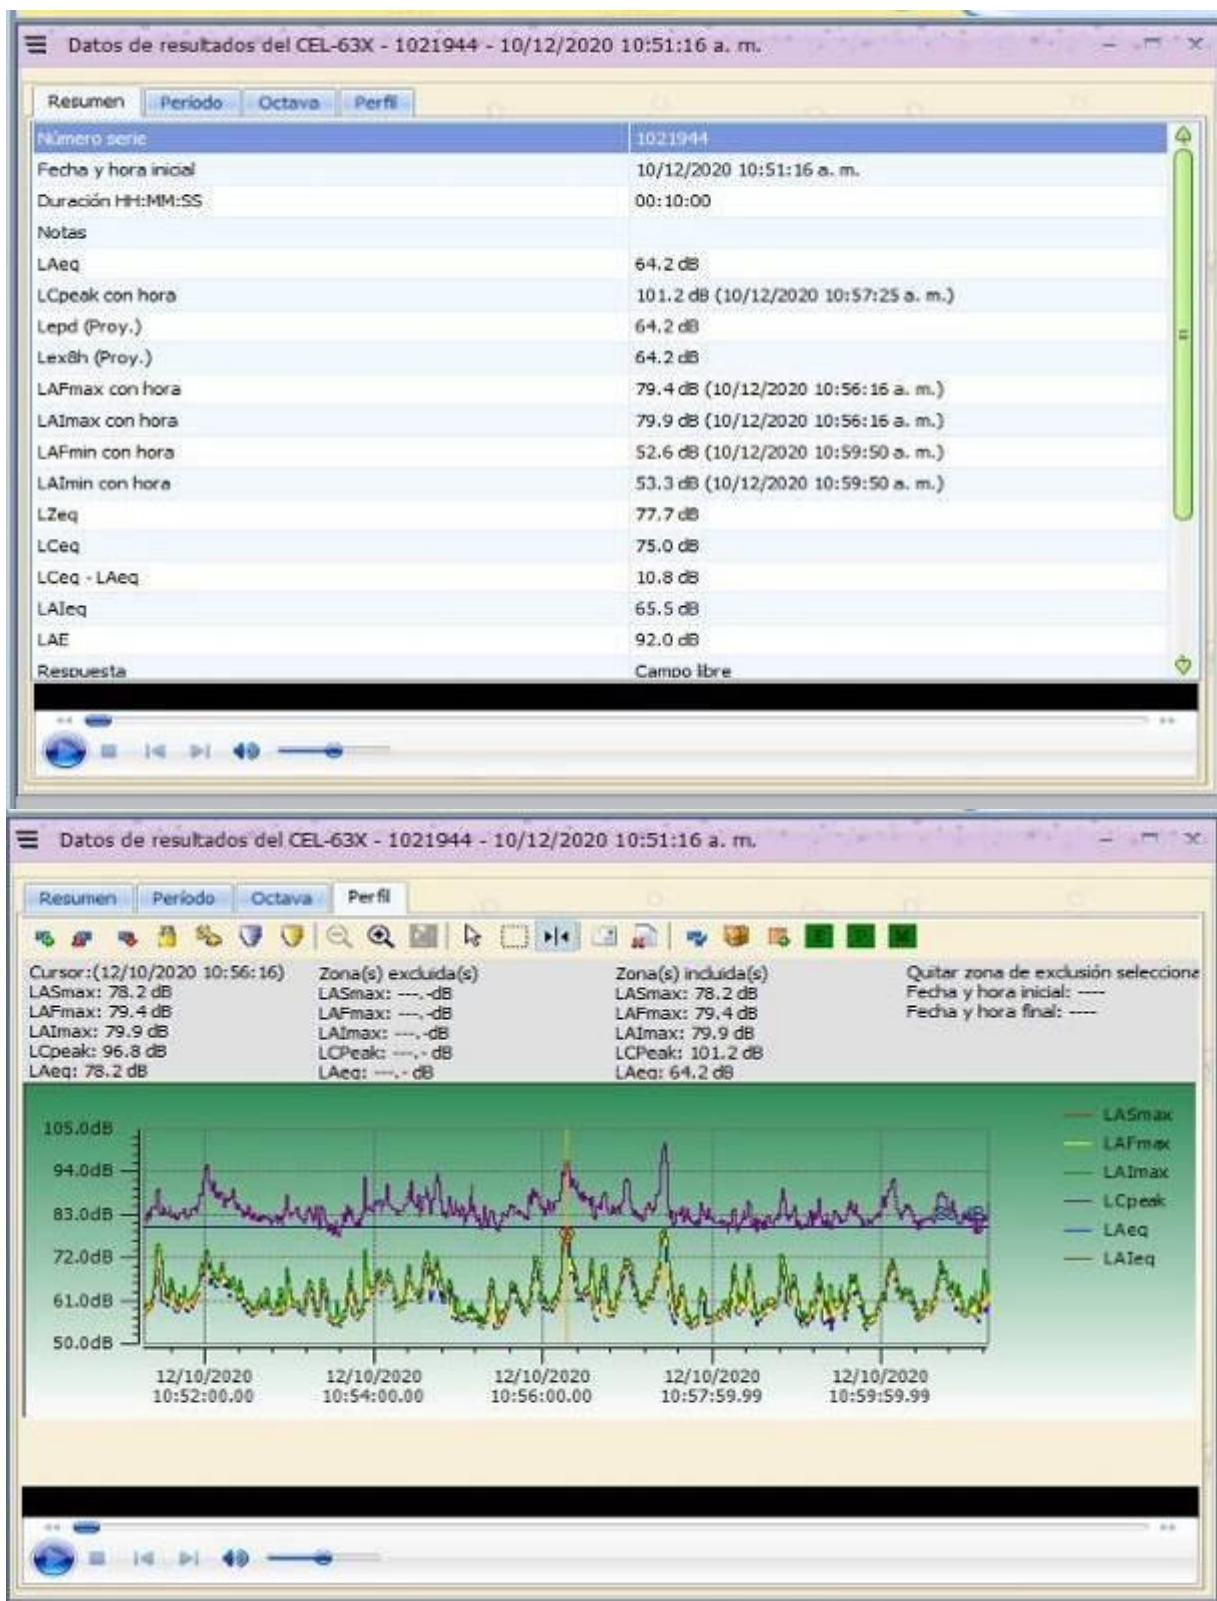 Datos de resultados del CEL-63X - 1021944 - 10/12/2020 10:51:16 a. m.
Resumen Período Octava Perfil
Número serie 1021944
Fecha y hora inicial 10/12/2020 10:51:16 a. m.
Duración HH:MM:SS 00:10:00
Notas
LAeq 64.2 dB
LCpeak con hora 101.2 dB (10/12/2020 10:57:25 a. m.)
Lepd (Proy.) 64.2 dB
Lex8h (Proy.) 64.2 dB
LAFmax con hora 79.4 dB (10/12/2020 10:56:16 a. m.)
LAImax con hora 79.9 dB (10/12/2020 10:56:16 a. m.)
LAFmin con hora 52.6 dB (10/12/2020 10:59:50 a. m.)
LAImin con hora 53.3 dB (10/12/2020 10:59:50 a. m.)
LZeq 77.7 dB
LCeq 75.0 dB
LCeq - LAeq 10.8 dB
LAIeq 65.5 dB
LAE 92.0 dB
Respuesta Campo libre
Datos de resultados del CEL-63X - 1021944 - 10/12/2020 10:51:16 a. m.
Resumen Período Octava Perfil
Cursor:(12/10/2020 10:56:16) Zona(s) excluida(s) Zona(s) incluida(s) Quitar zona de exclusión selecciona
LASmax: 78.2 dB LASmax: ---.-dB LASmax: 78.2 dB Fecha y hora inicial: ----
LAFmax: 79.4 dB LAFmax: ---.-dB LAFmax: 79.4 dB Fecha y hora final: ----
LAImax: 79.9 dB LAImax: ---.-dB LAImax: 79.9 dB
LCpeak: 96.8 dB LCPeak: ---.- dB LCPeak: 101.2 dB
LAeq: 78.2 dB LAeq: ---.- dB LAeq: 64.2 dB
105.0dB
94.0dB
83.0dB
72.0dB
61.0dB
50.0dB
LASmax
LAFmax
LAImax
LCpeak
LAeq
LAIeq
12/10/2020 12/10/2020 12/10/2020 12/10/2020 12/10/2020
10:52:00.00 10:54:00.00 10:56:00.00 10:57:59.99 10:59:59.99